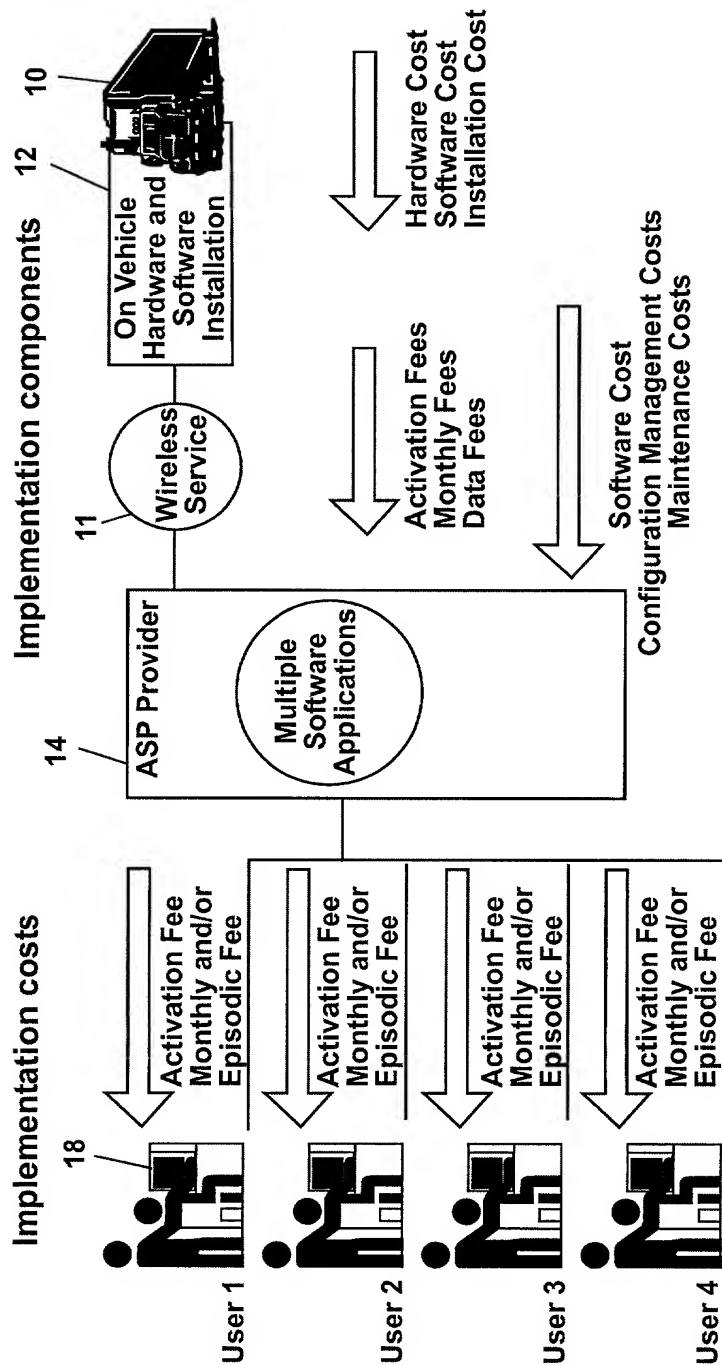 Implementation components
10
12
On Vehicle
Hardware and
Software
Installation
11
Wireless
Service
Hardware Cost
Software Cost
Installation Cost
Activation Fees
Monthly Fees
Data Fees
Software Cost
Configuration Management Costs
Maintenance Costs
14
ASP Provider
Multiple
Software
Applications
Implementation costs
18
Activation Fee
Monthly and/or
Episodic Fee
User 1
Activation Fee
Monthly and/or
Episodic Fee
User 2
Activation Fee
Monthly and/or
Episodic Fee
User 3
Activation Fee
Monthly and/or
Episodic Fee
User 4